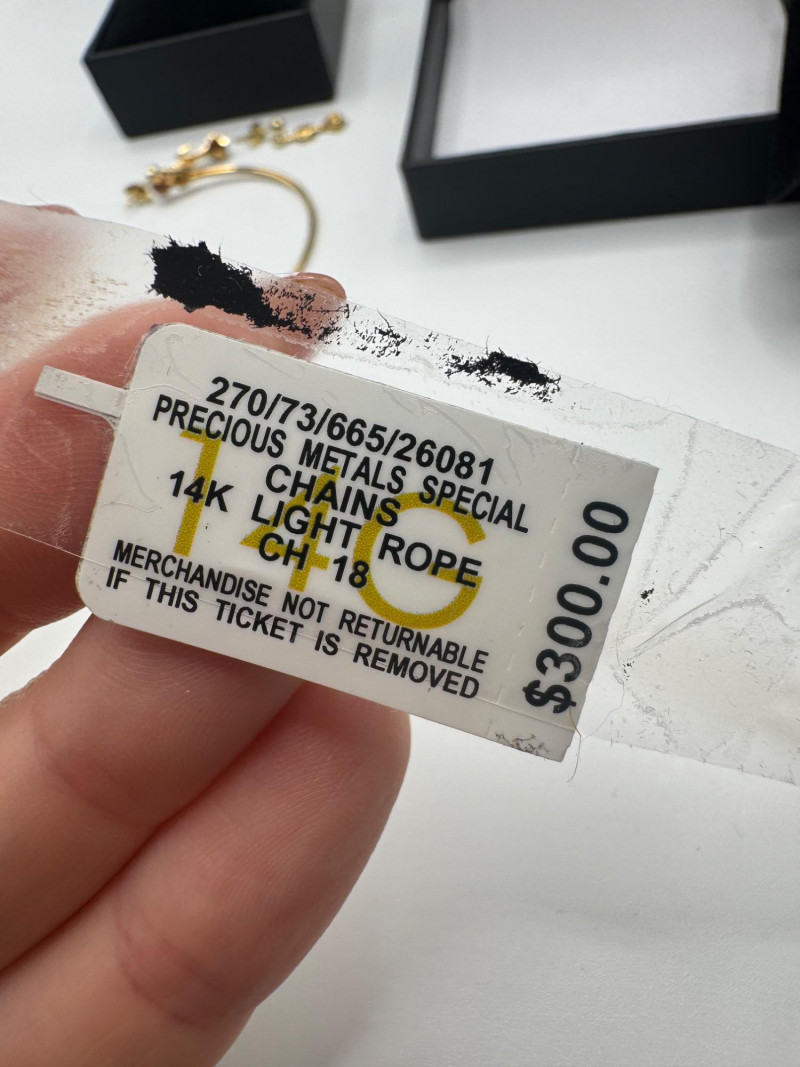 270/73/665/26081
PRECIOUS METALS SPECIAL
CHAINS
14K LIGHT ROPE
CH 18
14G
MERCHANDISE NOT RETURNABLE
IF THIS TICKET IS REMOVED
$300.00